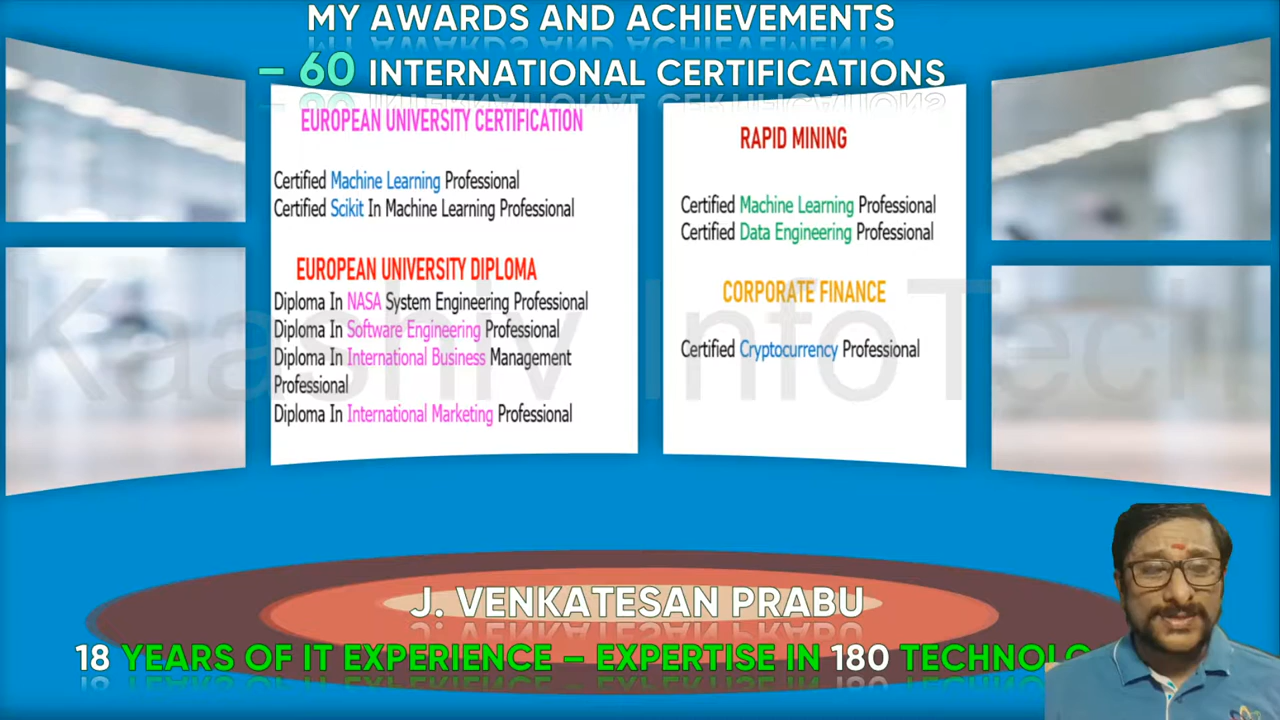 MY AWARDS AND ACHIEVEMENTS
– 60 INTERNATIONAL CERTIFICATIONS
EUROPEAN UNIVERSITY CERTIFICATION
Certified Machine Learning Professional
Certified Scikit In Machine Learning Professional
EUROPEAN UNIVERSITY DIPLOMA
Diploma In NASA System Engineering Professional
Diploma In Software Engineering Professional
Diploma In International Business Management
Professional
Diploma In International Marketing Professional
RAPID MINING
Certified Machine Learning Professional
Certified Data Engineering Professional
CORPORATE FINANCE
Certified Cryptocurrency Professional
Kaashiv InfoTech
J. VENKATESAN PRABU
18 YEARS OF IT EXPERIENCE – EXPERTISE IN 180 TECHNOLO